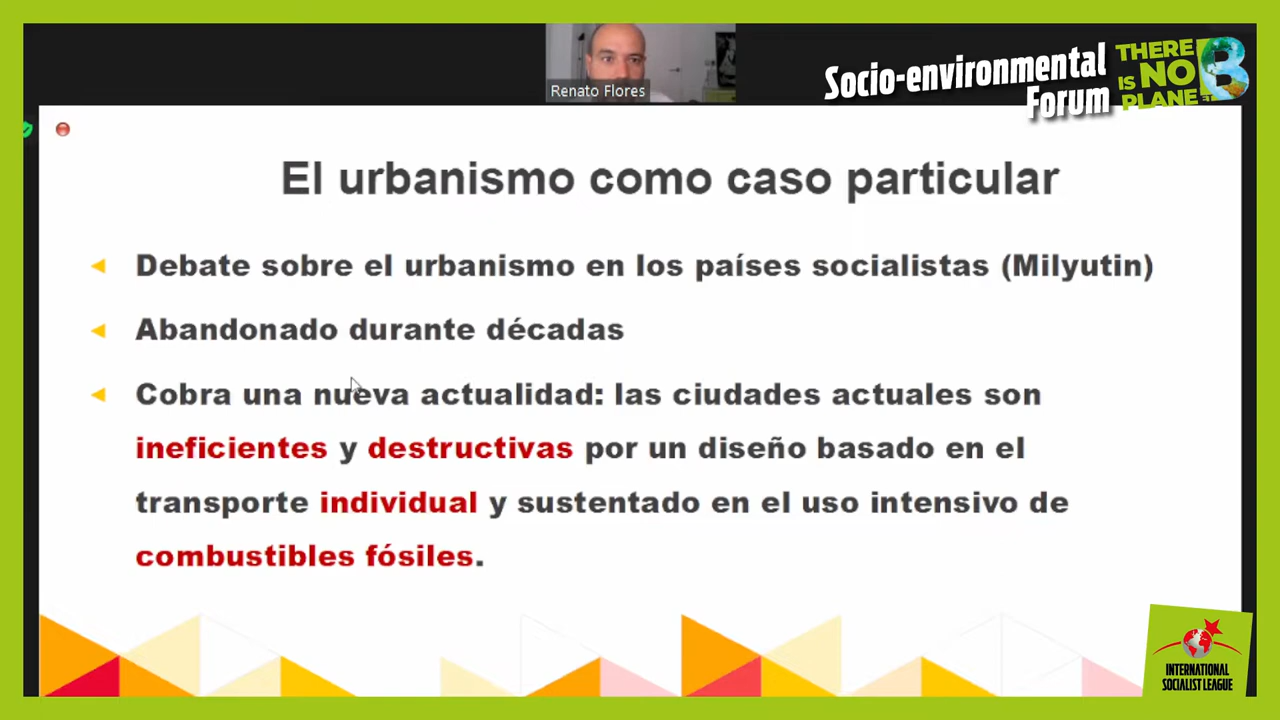 Renato Flores
Socio-environmental
Forum
THERE
IS NO
PLANET
B
El urbanismo como caso particular
Debate sobre el urbanismo en los países socialistas (Milyutin)
Abandonado durante décadas
Cobra una nueva actualidad: las ciudades actuales son
ineficientes y destructivas por un diseño basado en el
transporte individual y sustentado en el uso intensivo de
combustibles fósiles.
INTERNATIONAL
SOCIALIST LEAGUE